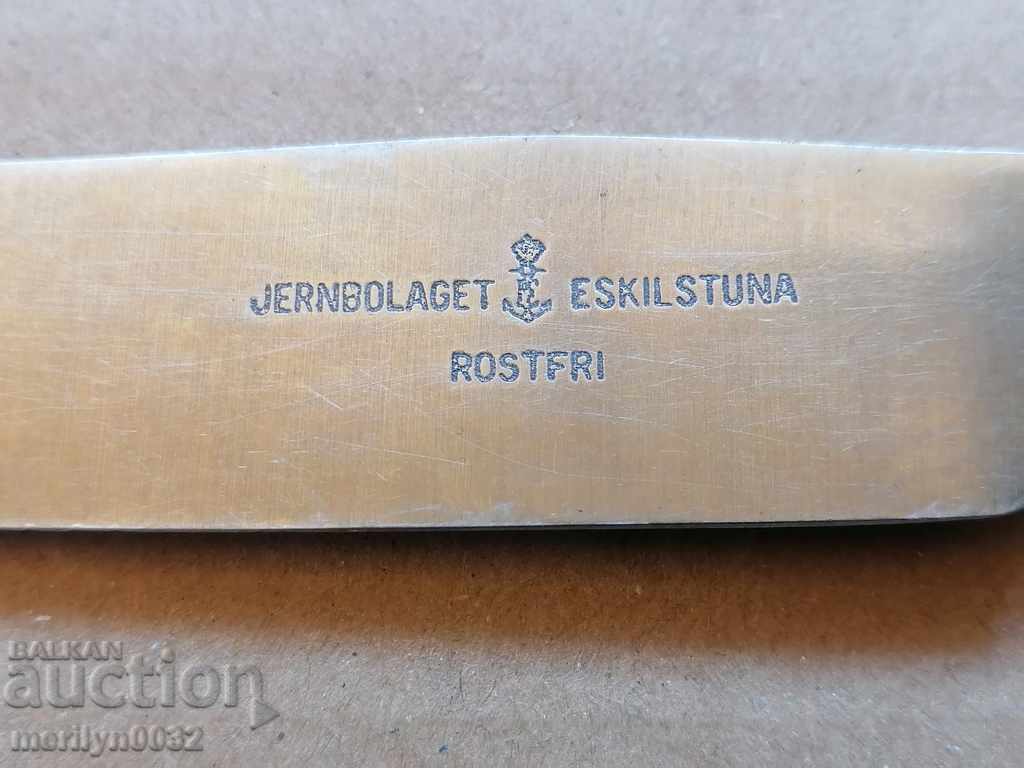 JERNBOLAGET ESKILSTUNA
ROSTFRI
BALKAN
auction
merilyn0032